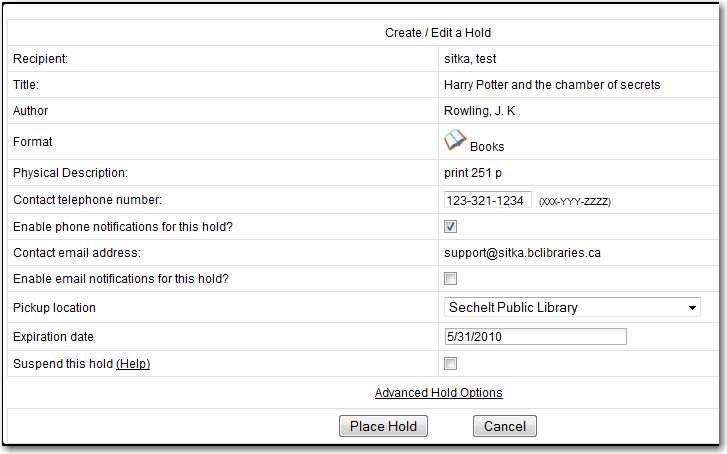 Create / Edit a Hold
Recipient: sitka, test
Title: Harry Potter and the chamber of secrets
Author Rowling, J. K
Format Books
Physical Description: print 251 p
Contact telephone number: 123-321-1234 (XXX-YYY-ZZZZ)
Enable phone notifications for this hold?
Contact email address: support@sitka.bclibraries.ca
Enable email notifications for this hold?
Pickup location Sechelt Public Library
Expiration date 5/31/2010
Suspend this hold (Help)
Advanced Hold Options
Place Hold Cancel